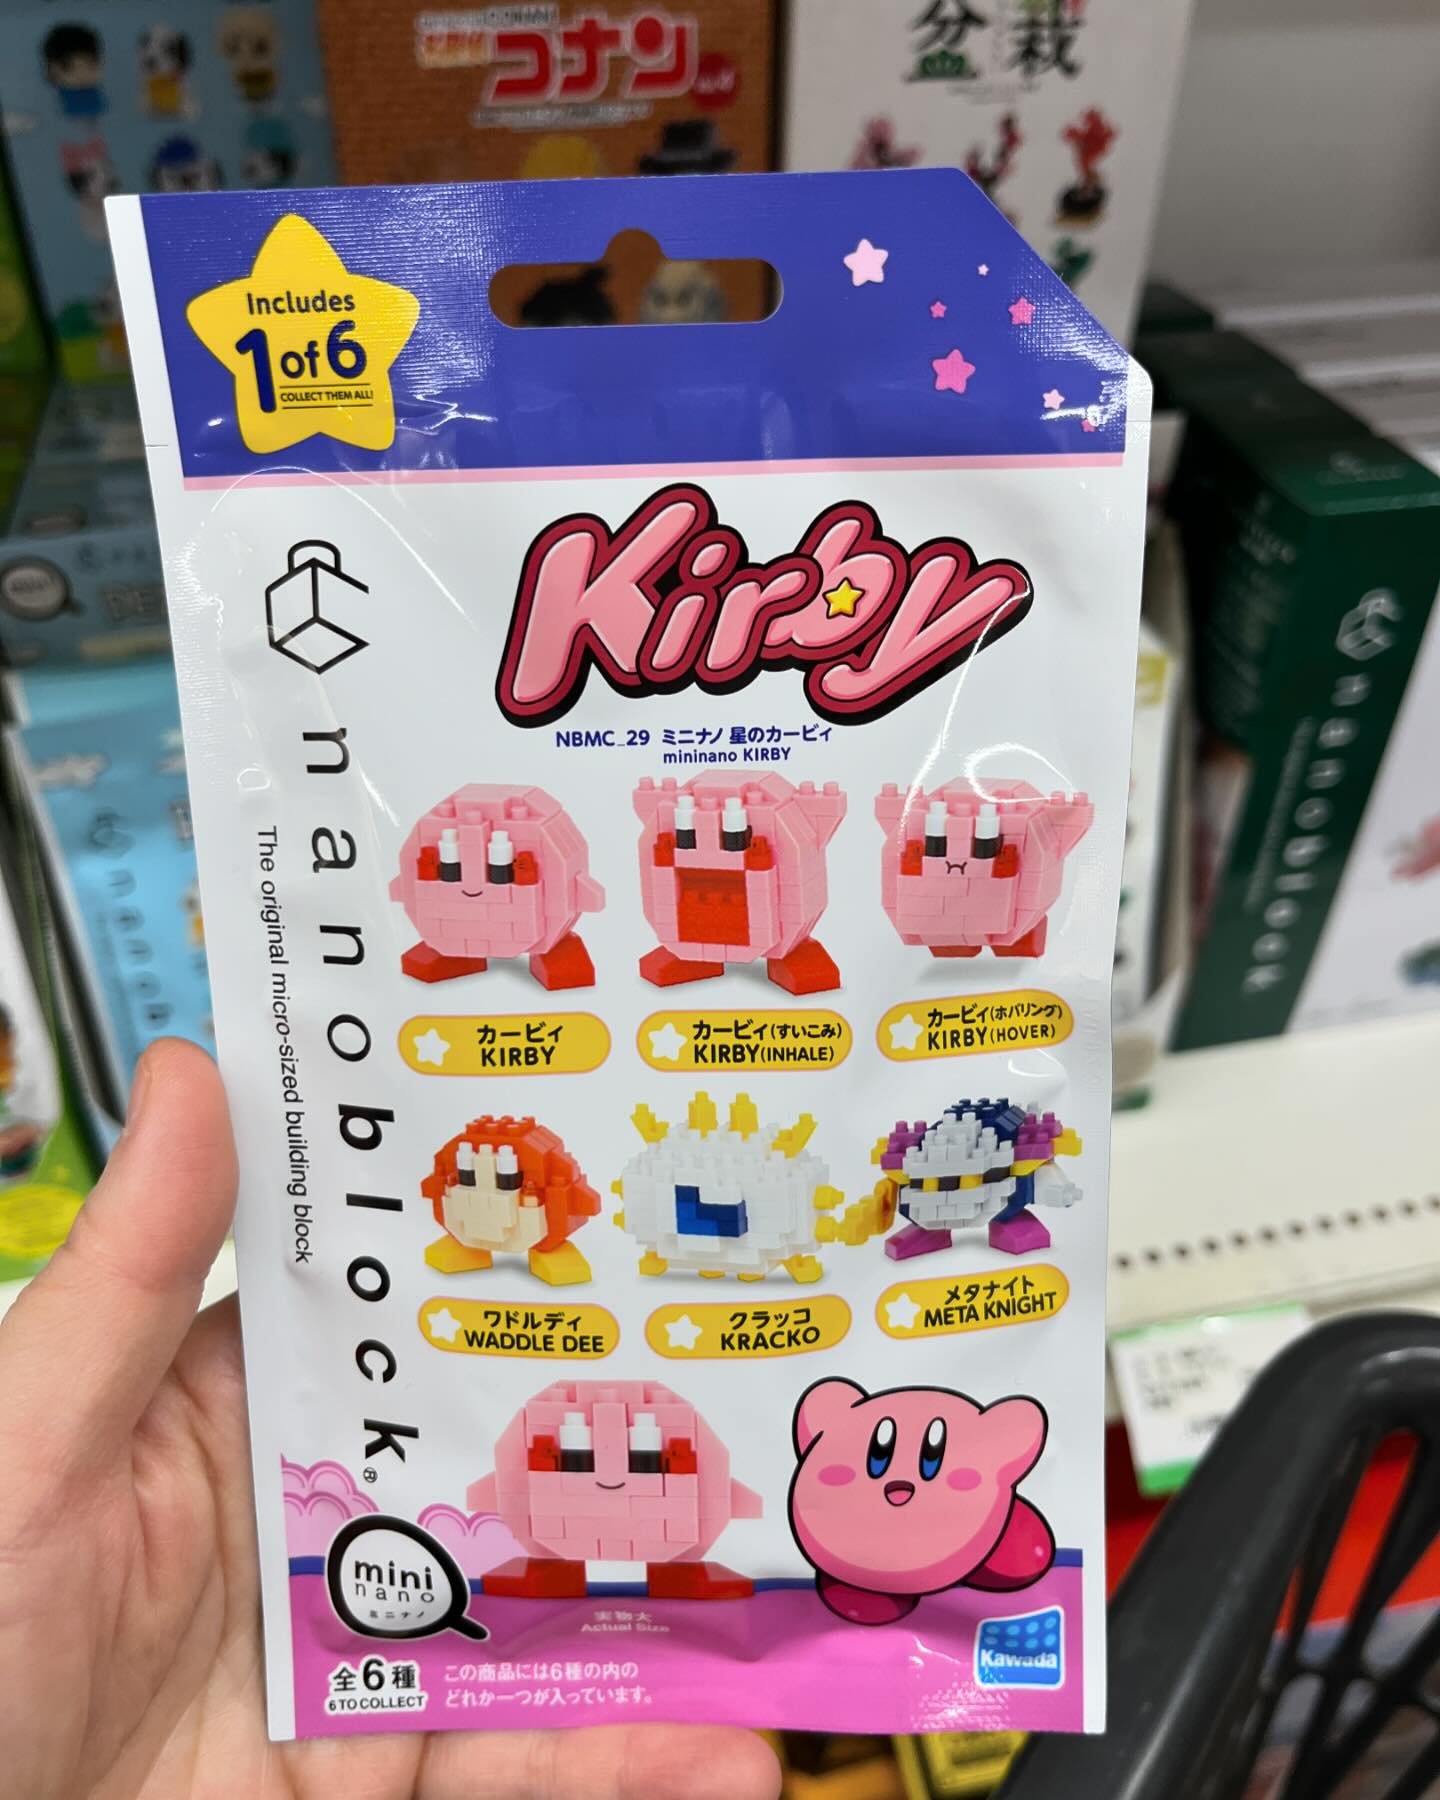 コナン
盆栽
Includes
1 of 6
COLLECT THEM ALL!
Kirby
NBMC_29 ミニナノ 星のカービィ
mininano KIRBY
nanoblock®
The original micro-sized building block
カービィ
KIRBY
カービィ(すいこみ)
KIRBY(INHALE)
カービィ(ホバリング)
KIRBY(HOVER)
ワドルディ
WADDLE DEE
クラッコ
KRACKO
メタナイト
META KNIGHT
実物大
Actual Size
mini
nano
ミニナノ
Kawada
全6種
6 TO COLLECT
この商品には6種の内の
どれか一つが入っています。
nanoblock